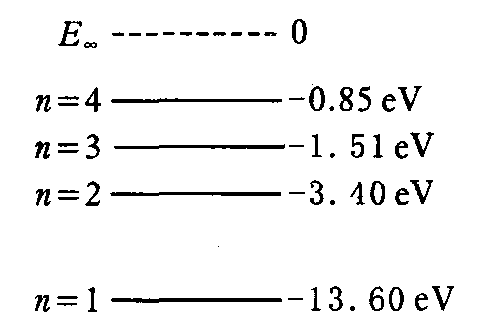 E∞ ---------- 0
n=4 −0.85 eV
n=3 −1.51 eV
n=2 −3.40 eV
n=1 −13.60 eV